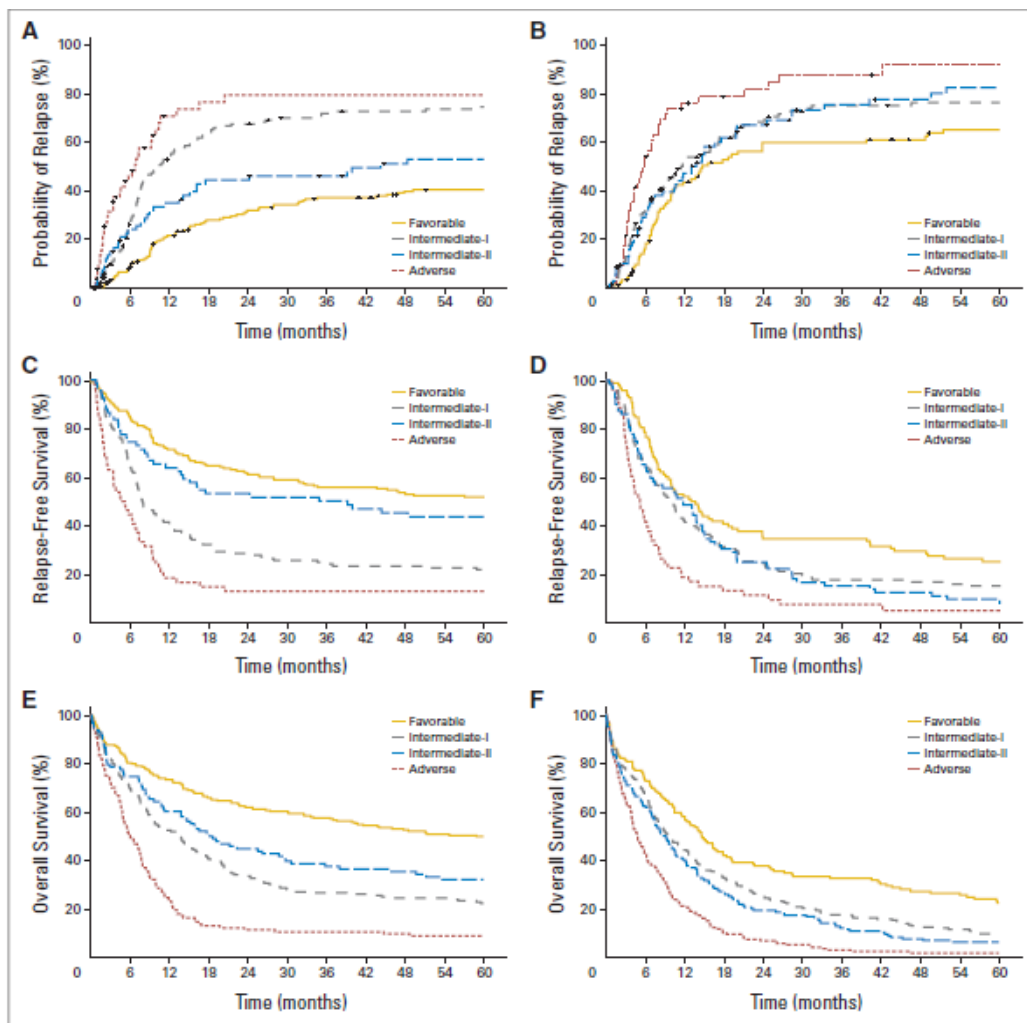 A
Probability of Relapse (%)
100
80
60
40
20
0
6 12 18 24 30 36 42 48 54 60
Time (months)
Favorable
Intermediate-I
Intermediate-II
Adverse
B
Probability of Relapse (%)
100
80
60
40
20
0
6 12 18 24 30 36 42 48 54 60
Time (months)
Favorable
Intermediate-I
Intermediate-II
Adverse
C
Relapse-Free Survival (%)
100
80
60
40
20
0
6 12 18 24 30 36 42 48 54 60
Time (months)
Favorable
Intermediate-I
Intermediate-II
Adverse
D
Relapse-Free Survival (%)
100
80
60
40
20
0
6 12 18 24 30 36 42 48 54 60
Time (months)
Favorable
Intermediate-I
Intermediate-II
Adverse
E
Overall Survival (%)
100
80
60
40
20
0
6 12 18 24 30 36 42 48 54 60
Time (months)
Favorable
Intermediate-I
Intermediate-II
Adverse
F
Overall Survival (%)
100
80
60
40
20
0
6 12 18 24 30 36 42 48 54 60
Time (months)
Favorable
Intermediate-I
Intermediate-II
Adverse